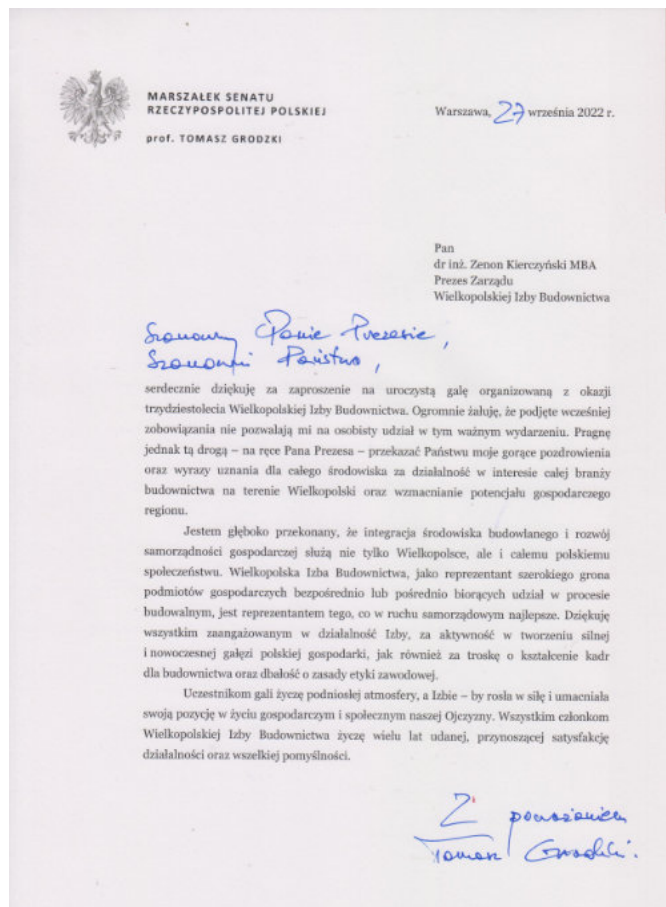 MARSZAŁEK SENATU
RZECZYPOSPOLITEJ POLSKIEJ
prof. TOMASZ GRODZKI
Warszawa, 27 września 2022 r.
Pan
dr inż. Zenon Kierczyński MBA
Prezes Zarządu
Wielkopolskiej Izby Budownictwa
Szanowny Panie Prezesie,
Szanowni Państwo,
serdecznie dziękuję za zaproszenie na uroczystą galę organizowaną z okazji
trzydziestolecia Wielkopolskiej Izby Budownictwa. Ogromnie żałuję, że podjęte wcześniej
zobowiązania nie pozwalają mi na osobisty udział w tym ważnym wydarzeniu. Pragnę
jednak tą drogą – na ręce Pana Prezesa – przekazać Państwu moje gorące pozdrowienia
oraz wyrazy uznania dla całego środowiska za działalność w interesie całej branży
budownictwa na terenie Wielkopolski oraz wzmacnianie potencjału gospodarczego
regionu.
Jestem głęboko przekonany, że integracja środowiska budowlanego i rozwój
samorządności gospodarczej służą nie tylko Wielkopolsce, ale i całemu polskiemu
społeczeństwu. Wielkopolska Izba Budownictwa, jako reprezentant szerokiego grona
podmiotów gospodarczych bezpośrednio lub pośrednio biorących udział w procesie
budowalnym, jest reprezentantem tego, co w ruchu samorządowym najlepsze. Dziękuję
wszystkim zaangażowanym w działalność Izby, za aktywność w tworzeniu silnej
i nowoczesnej gałęzi polskiej gospodarki, jak również za troskę o kształcenie kadr
dla budownictwa oraz dbałość o zasady etyki zawodowej.
Uczestnikom gali życzę podniosłej atmosfery, a Izbie – by rosła w siłę i umacniała
swoją pozycję w życiu gospodarczym i społecznym naszej Ojczyzny. Wszystkim członkom
Wielkopolskiej Izby Budownictwa życzę wielu lat udanej, przynoszącej satysfakcję
działalności oraz wszelkiej pomyślności.
Z poważaniem
Tomasz Grodzki.